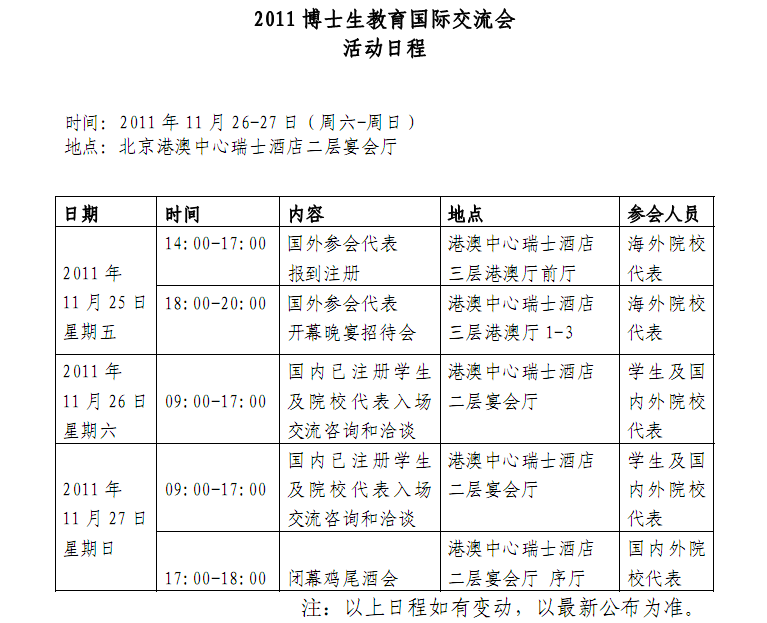 2011 博士生教育国际交流会
活动日程
时间: 2011 年 11 月 26-27 日 ( 周六-周日 )
地点: 北京港澳中心瑞士酒店二层宴会厅
日期 时间 内容 地点 参会人员
2011 年
11 月 25 日
星期五
14:00-17:00
国外参会代表
报到注册
港澳中心瑞士酒店
三层港澳厅前厅
海外院校
代表
18:00-20:00
国外参会代表
开幕晚宴招待会
港澳中心瑞士酒店
三层港澳厅 1-3
海外院校
代表
2011 年
11 月 26 日
星期六
09:00-17:00
国内已注册学生
及院校代表入场
交流咨询和洽谈
港澳中心瑞士酒店
二层宴会厅
学生及国
内外院校
代表
2011 年
11 月 27 日
星期日
09:00-17:00
国内已注册学生
及院校代表入场
交流咨询和洽谈
港澳中心瑞士酒店
二层宴会厅
学生及国
内外院校
代表
17:00-18:00
闭幕鸡尾酒会
港澳中心瑞士酒店
二层宴会厅 序厅
国内外院
校代表
注: 以上日程如有变动, 以最新公布为准。